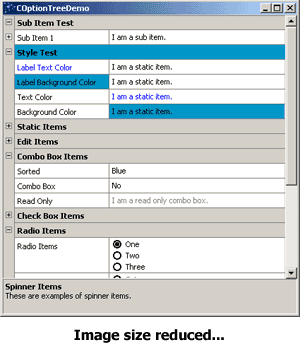 COptionTreeDemo
Sub Item Test
Sub Item 1 I am a sub item.
Style Test
Label Text Color I am a static item.
Label Background Color I am a static item.
Text Color I am a static item.
Background Color I am a static item.
Static Items
Edit Items
Combo Box Items
Sorted Blue
Combo Box No
Read Only I am a read only combo box.
Check Box Items
Radio Items
Radio Items One
Two
Three
Spinner Items
These are examples of spinner items.
Image size reduced...